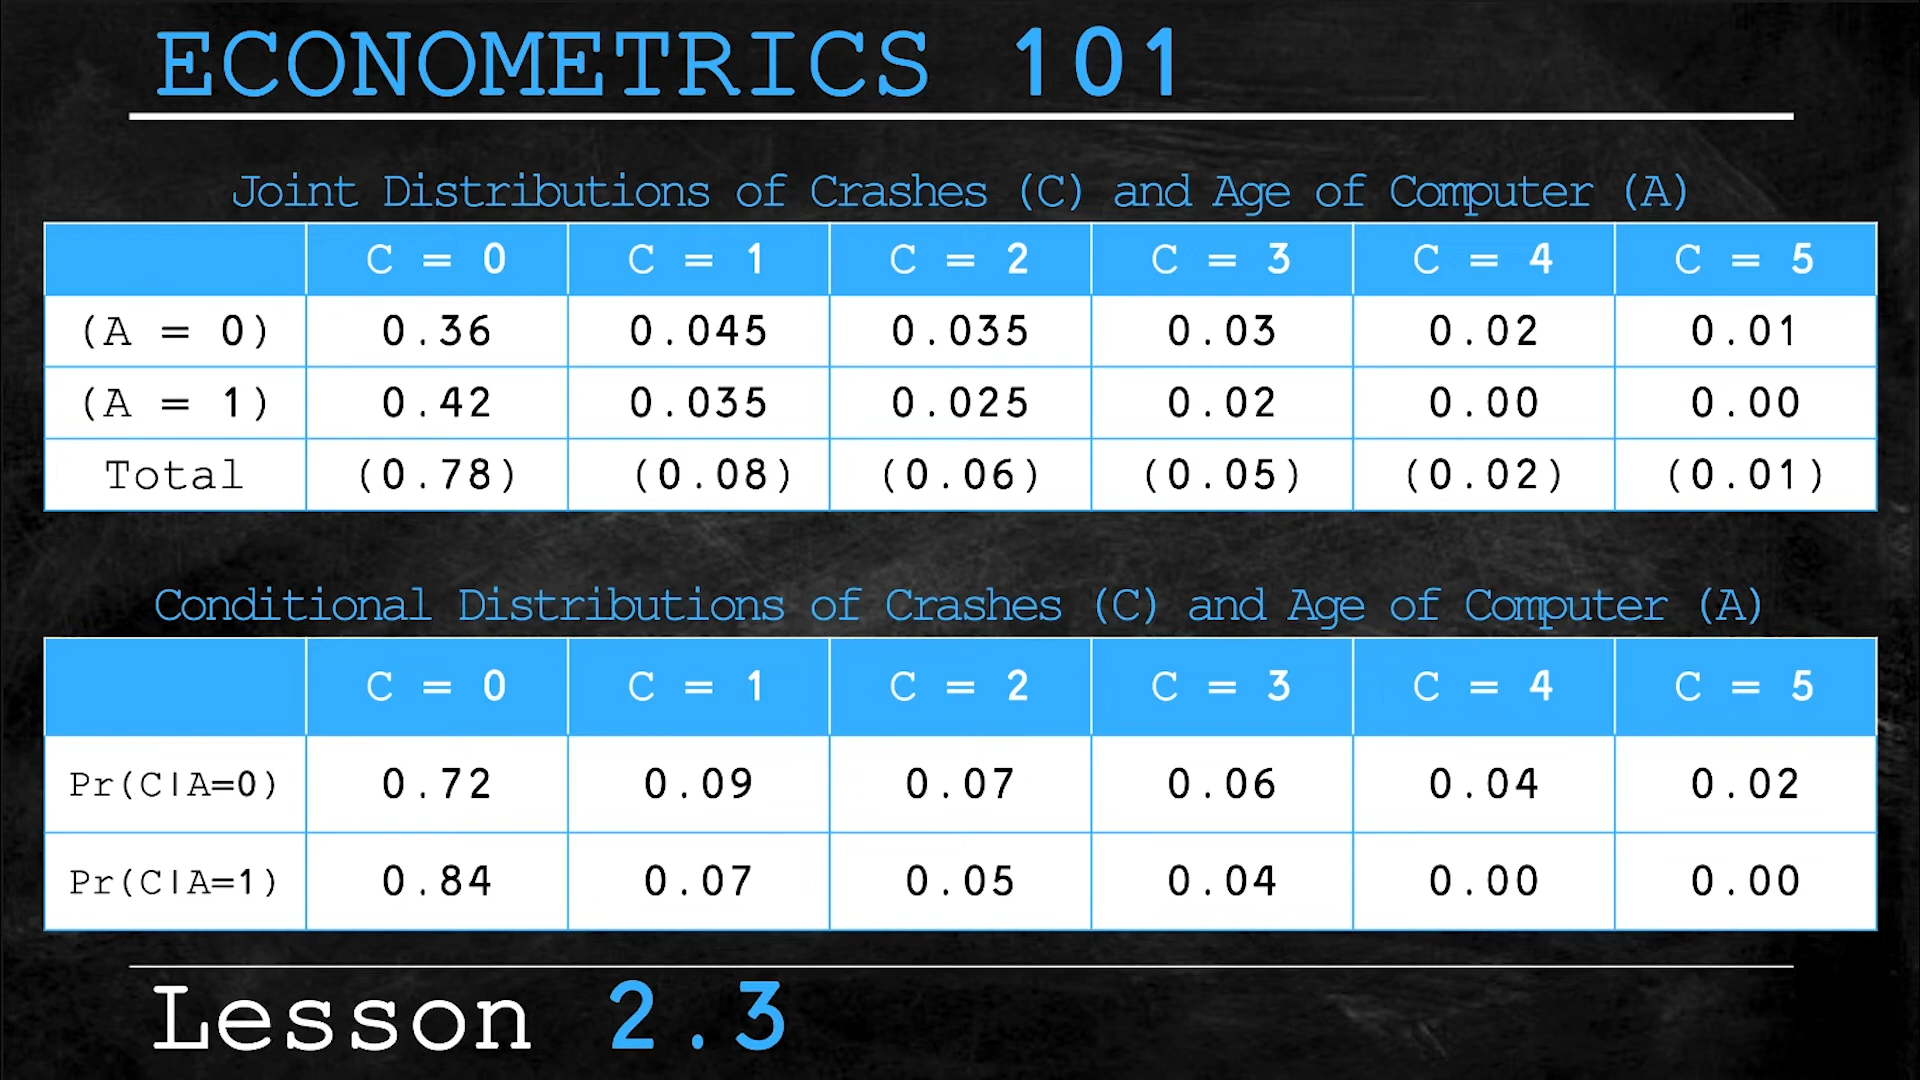 ECONOMETRICS 101
Joint Distributions of Crashes (C) and Age of Computer (A)
C = 0 C = 1 C = 2 C = 3 C = 4 C = 5
(A = 0) 0.36 0.045 0.035 0.03 0.02 0.01
(A = 1) 0.42 0.035 0.025 0.02 0.00 0.00
Total (0.78) (0.08) (0.06) (0.05) (0.02) (0.01)
Conditional Distributions of Crashes (C) and Age of Computer (A)
C = 0 C = 1 C = 2 C = 3 C = 4 C = 5
Pr(C|A=0) 0.72 0.09 0.07 0.06 0.04 0.02
Pr(C|A=1) 0.84 0.07 0.05 0.04 0.00 0.00
Lesson 2.3